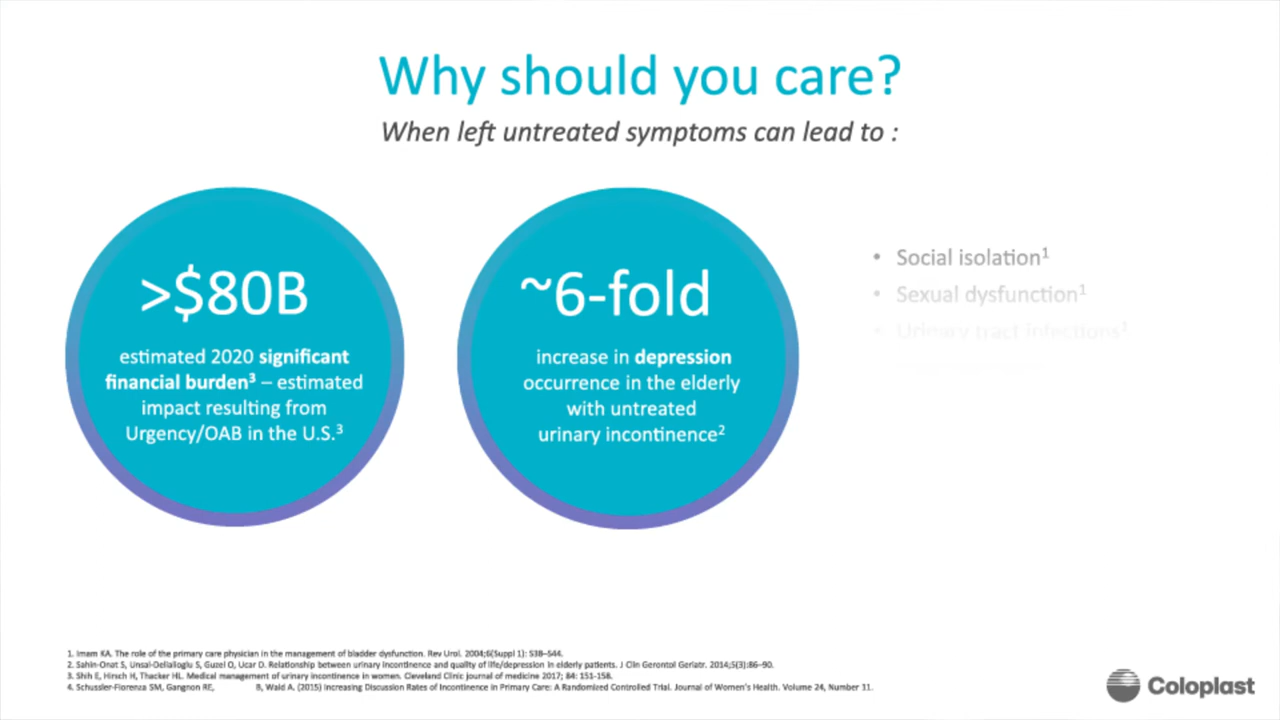 Why should you care?
When left untreated symptoms can lead to :
>$80B
estimated 2020 significant
financial burden³ – estimated
impact resulting from
Urgency/OAB in the U.S.³
~6-fold
increase in depression
occurrence in the elderly
with untreated
urinary incontinence²
• Social isolation¹
• Sexual dysfunction¹
• Urinary tract infections¹
1. Imam KA. The role of the primary care physician in the management of bladder dysfunction. Rev Urol. 2004;6(Suppl 1): S38–S44.
2. Sahin-Onat S, Unsal-Delialioglu S, Guzel O, Ucar D. Relationship between urinary incontinence and quality of life/depression in elderly patients. J Clin Gerontol Geriatr. 2014;5(3):86–90.
3. Shih E, Hirsch H, Thacker HL. Medical management of urinary incontinence in women. Cleveland Clinic journal of medicine 2017; 84: 151-158.
4. Schussler-Fiorenza SM, Gangnon RE, B, Wald A. (2015) Increasing Discussion Rates of Incontinence in Primary Care: A Randomized Controlled Trial. Journal of Women's Health. Volume 24, Number 11.
Coloplast